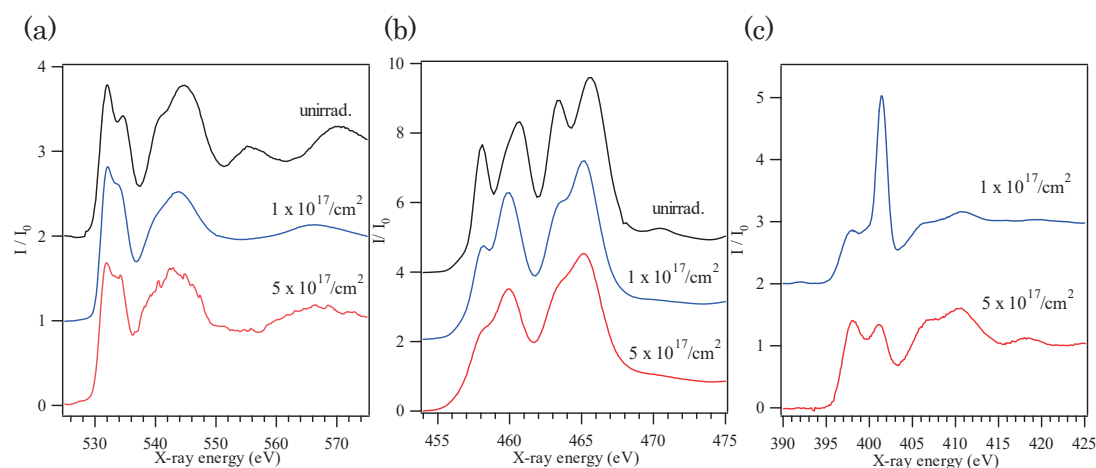 (a)
I / I0
4
3
2
1
0
unirrad.
1 x 10^17/cm^2
5 x 10^17/cm^2
530 540 550 560 570
X-ray energy (eV)
(b)
I/ I0
10
8
6
4
2
0
unirrad.
1 x 10^17/cm^2
5 x 10^17/cm^2
454 460 465 470 475
X-ray energy (eV)
(c)
I / I0
5
4
3
2
1
0
1 x 10^17/cm^2
5 x 10^17/cm^2
390 395 400 405 410 415 420 425
X-ray energy (eV)